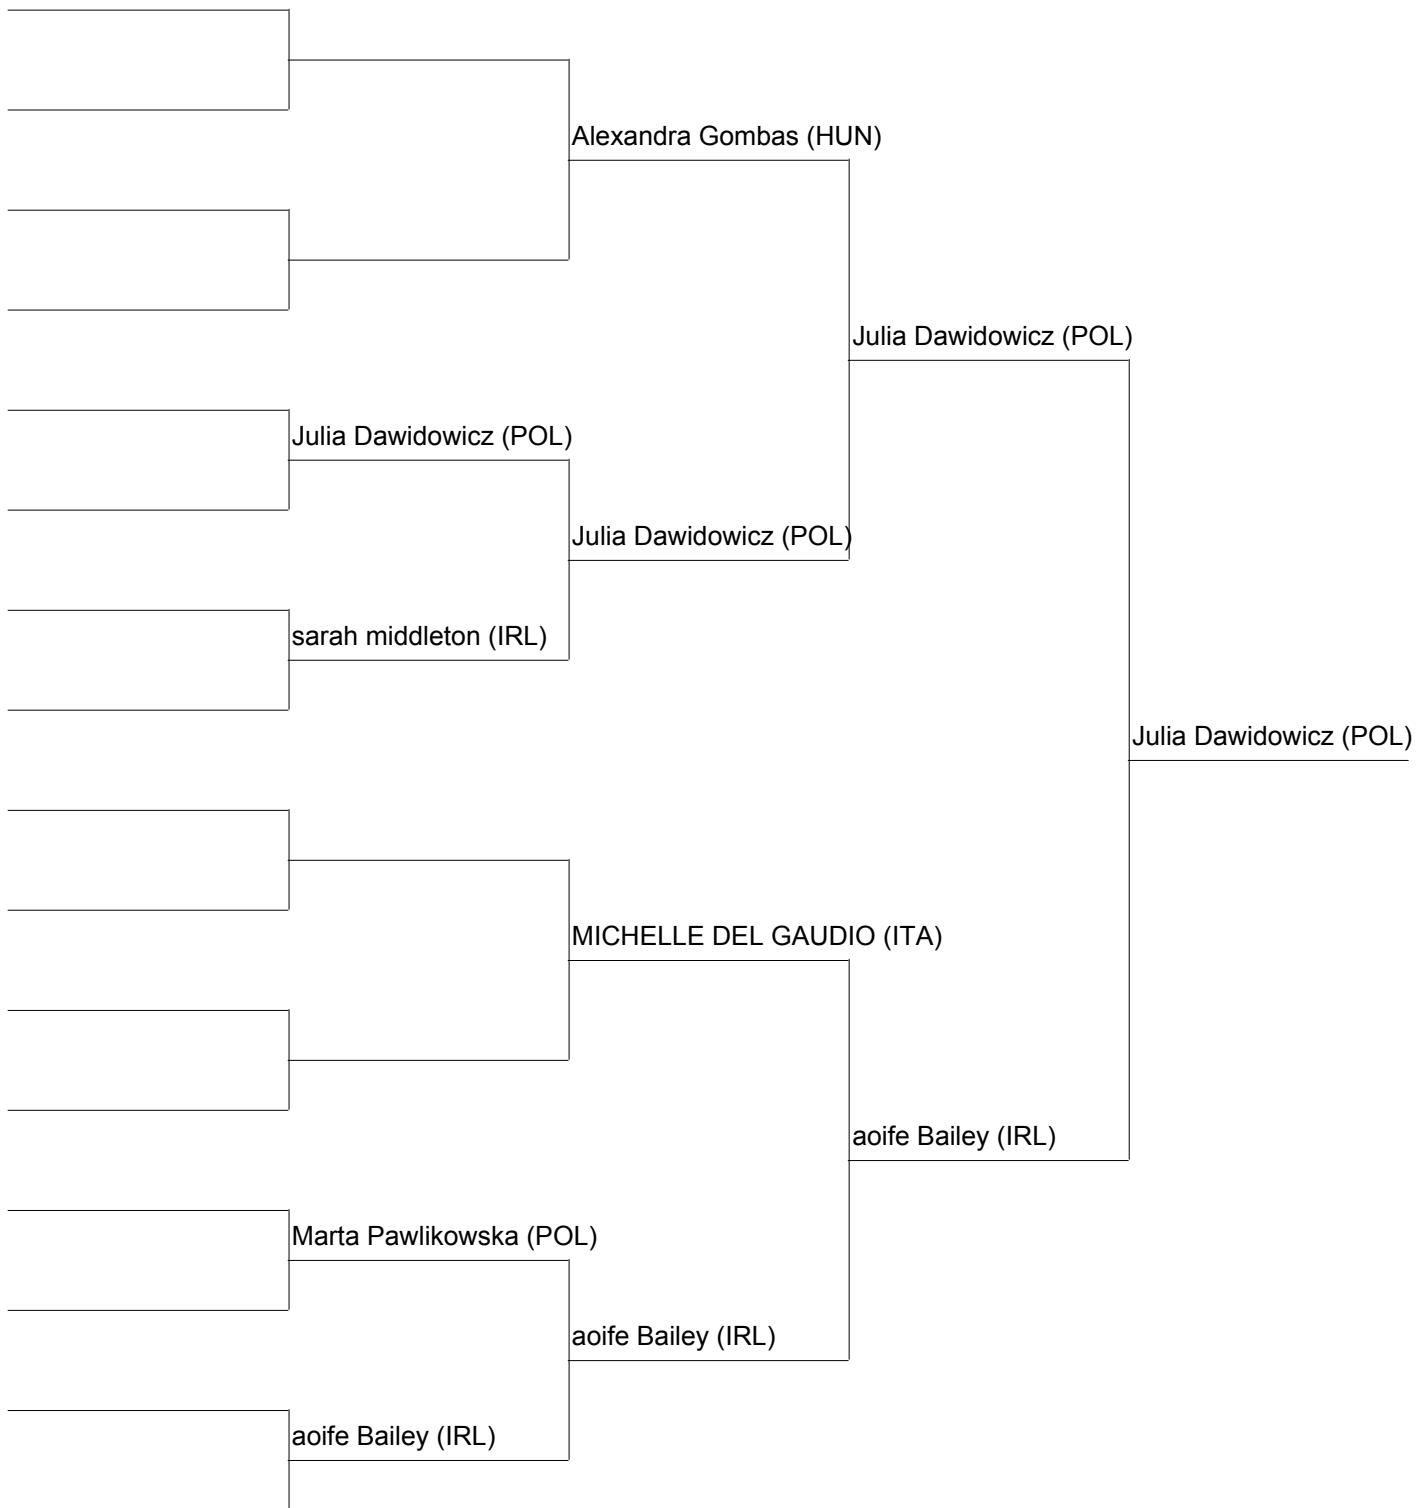 Alexandra Gombas (HUN)
Julia Dawidowicz (POL)
Julia Dawidowicz (POL)
Julia Dawidowicz (POL)
sarah middleton (IRL)
Julia Dawidowicz (POL)
MICHELLE DEL GAUDIO (ITA)
aoife Bailey (IRL)
Marta Pawlikowska (POL)
aoife Bailey (IRL)
aoife Bailey (IRL)